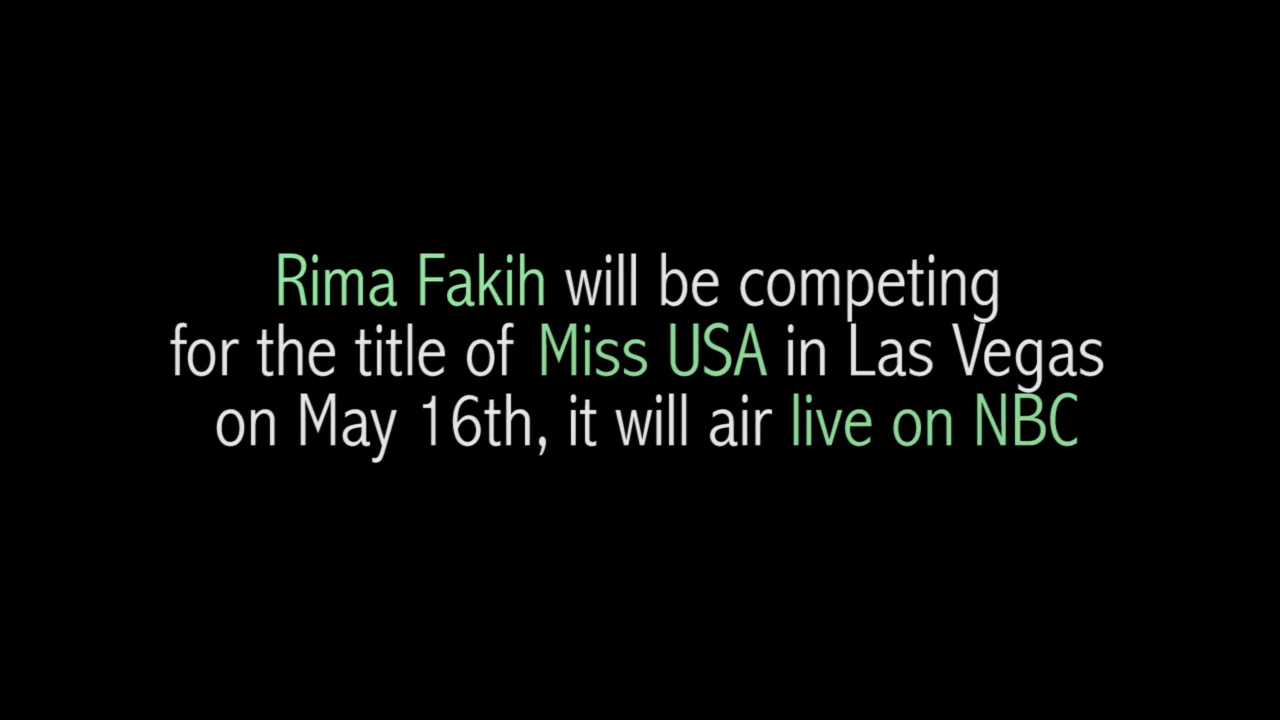 Rima Fakih will be competing
for the title of Miss USA in Las Vegas
on May 16th, it will air live on NBC